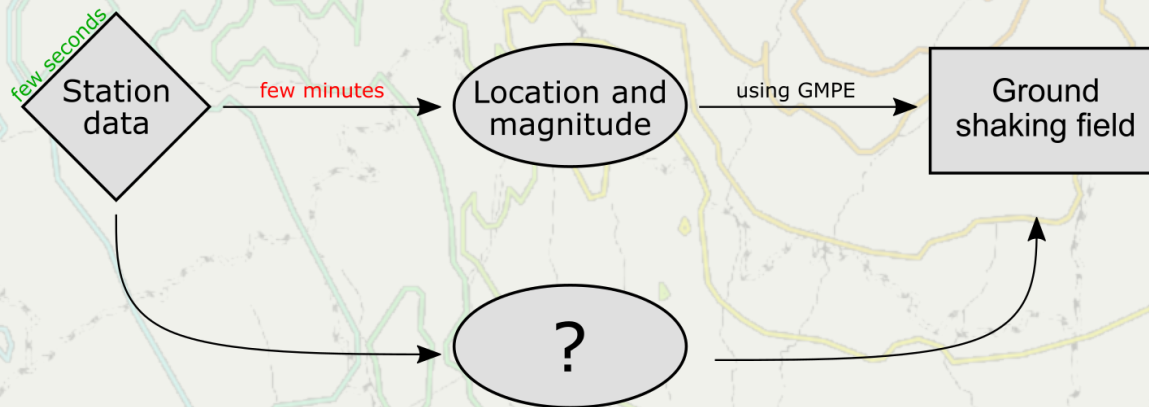 few seconds
Station
data
few minutes
Location and
magnitude
using GMPE
Ground
shaking field
?